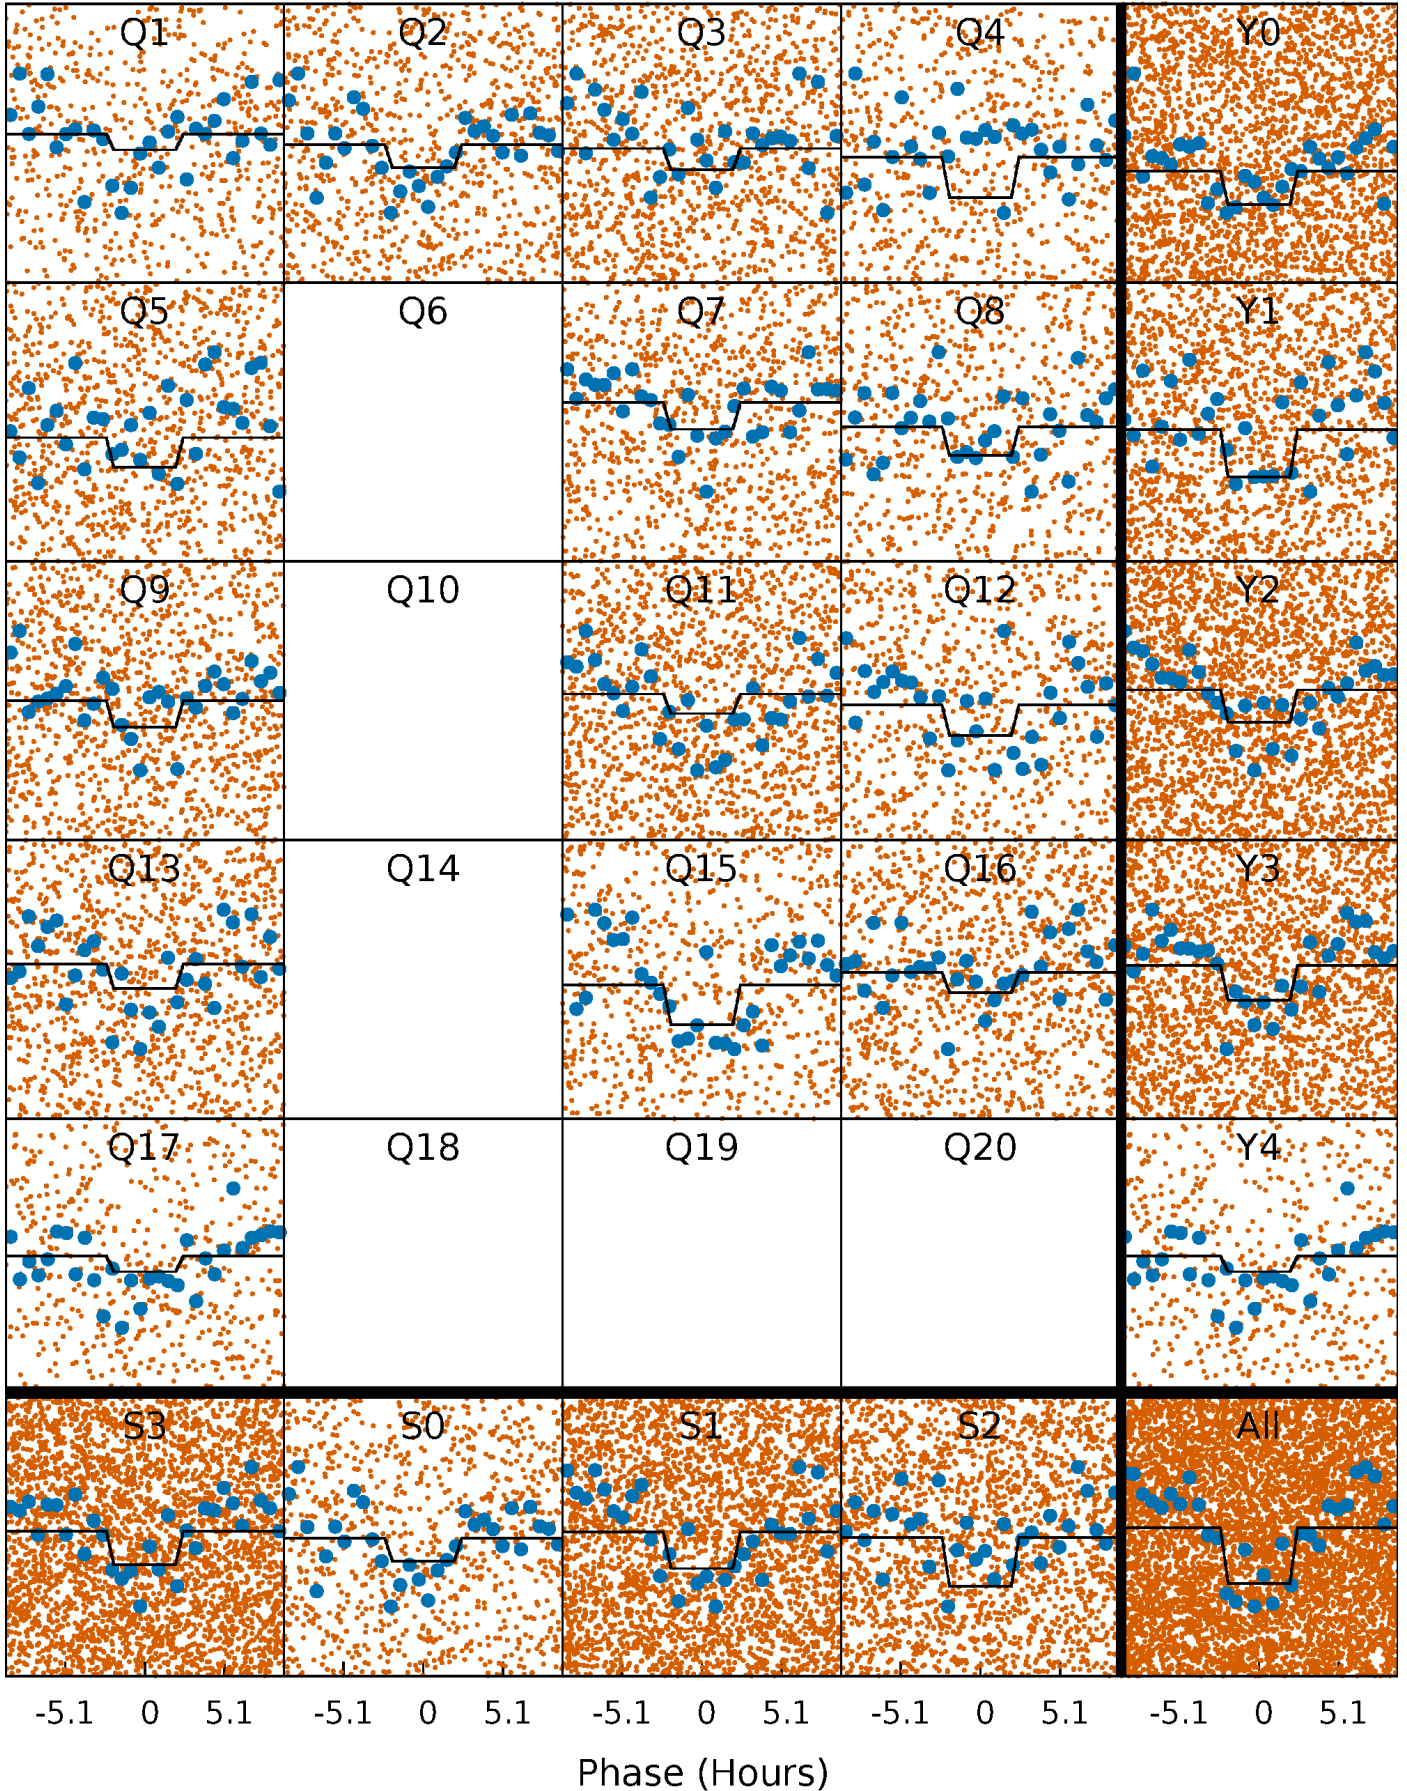 Q1 Q2 Q3 Q4 Y0
Q5 Q6 Q7 Q8 Y1
Q9 Q10 Q11 Q12 Y2
Q13 Q14 Q15 Q16 Y3
Q17 Q18 Q19 Q20 Y4
S3 S0 S1 S2 All
-5.1 0 5.1 -5.1 0 5.1 -5.1 0 5.1 -5.1 0 5.1 -5.1 0 5.1
Phase (Hours)